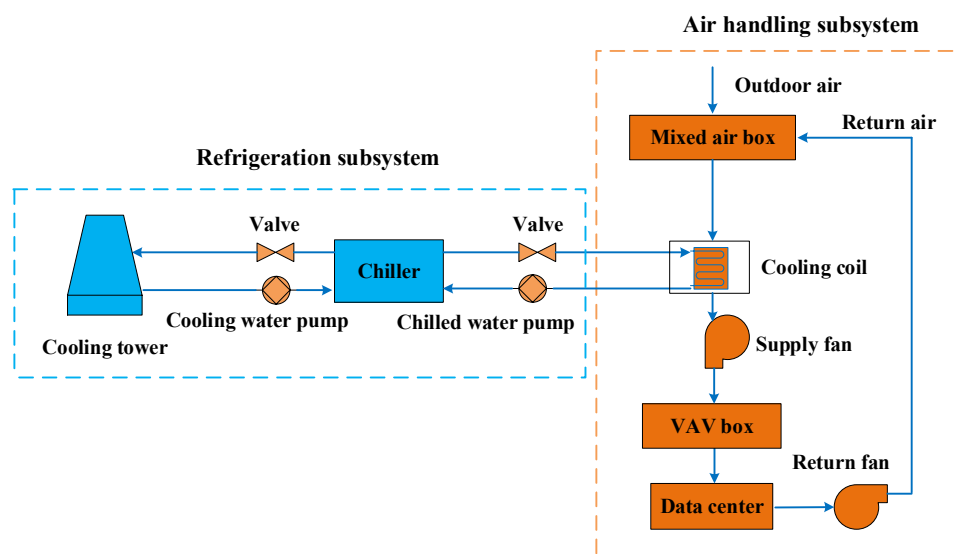 Air handling subsystem
Outdoor air
Return air
Mixed air box
Refrigeration subsystem
Valve
Valve
Chiller
Cooling coil
Cooling water pump
Chilled water pump
Cooling tower
Supply fan
VAV box
Return fan
Data center